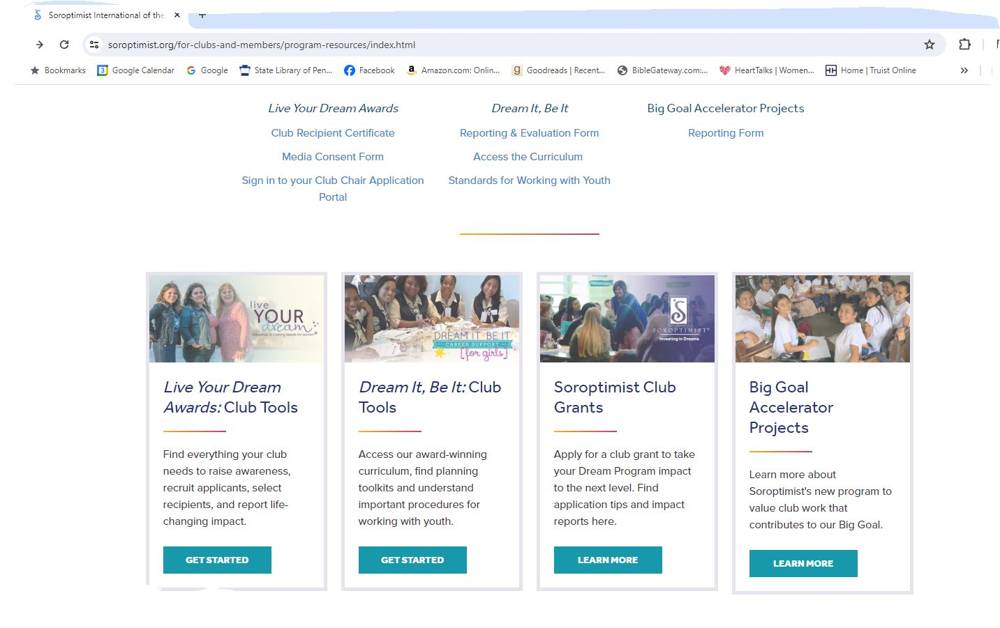 Soroptimist International of the
soroptimist.org/for-clubs-and-members/program-resources/index.html
Bookmarks Google Calendar Google State Library of Pen... Facebook Amazon.com: Onlin... Goodreads | Recent... BibleGateway.com:... HeartTalks | Women... Home | Truist Online
Live Your Dream Awards
Club Recipient Certificate
Media Consent Form
Sign in to your Club Chair Application
Portal
Dream It, Be It
Reporting & Evaluation Form
Access the Curriculum
Standards for Working with Youth
Big Goal Accelerator Projects
Reporting Form
live
YOUR
dream
education & training awards for women®
Live Your Dream
Awards: Club Tools
Find everything your club
needs to raise awareness,
recruit applicants, select
recipients, and report life-
changing impact.
GET STARTED
DREAM IT BE IT
CAREER SUPPORT
{for girls}
Dream It, Be It: Club
Tools
Access our award-winning
curriculum, find planning
toolkits and understand
important procedures for
working with youth.
GET STARTED
S
SOROPTIMIST®
Investing in Dreams
Soroptimist Club
Grants
Apply for a club grant to take
your Dream Program impact
to the next level. Find
application tips and impact
reports here.
LEARN MORE
Big Goal
Accelerator
Projects
Learn more about
Soroptimist's new program to
value club work that
contributes to our Big Goal.
LEARN MORE